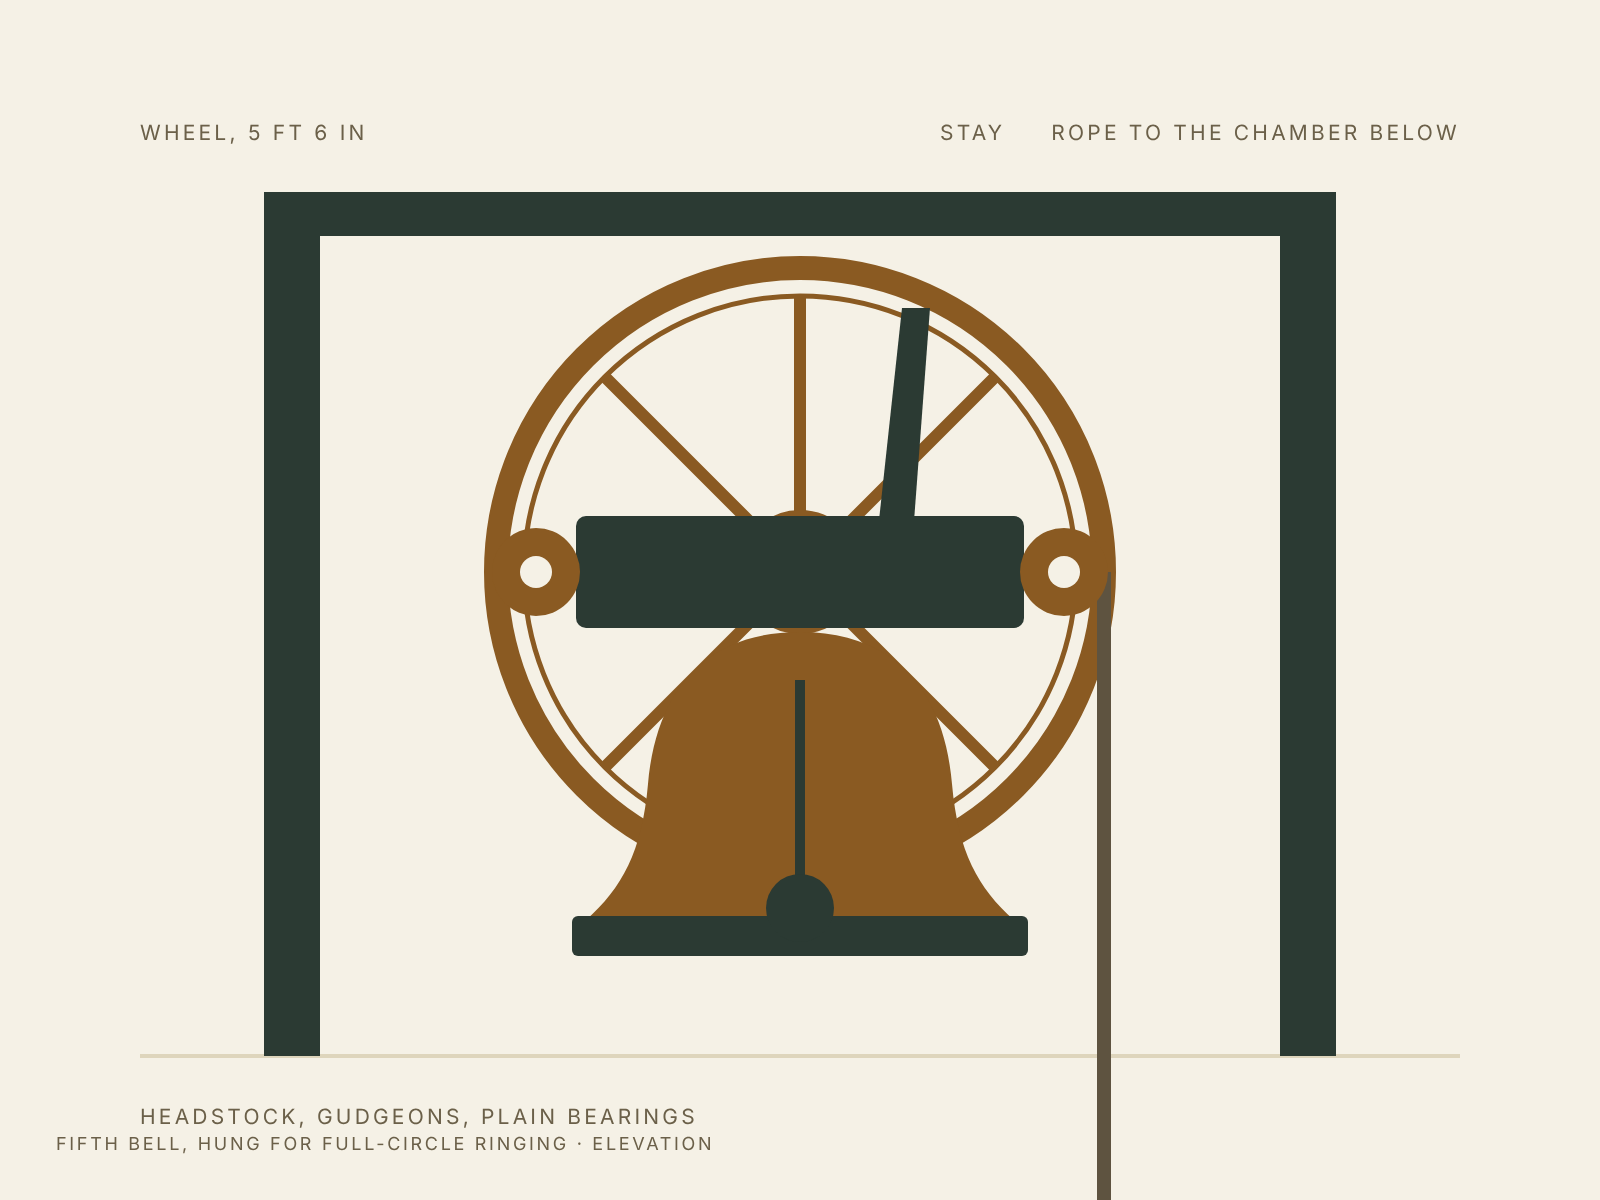 WHEEL, 5 FT 6 IN
STAY
ROPE TO THE CHAMBER BELOW
HEADSTOCK, GUDGEONS, PLAIN BEARINGS
FIFTH BELL, HUNG FOR FULL-CIRCLE RINGING · ELEVATION